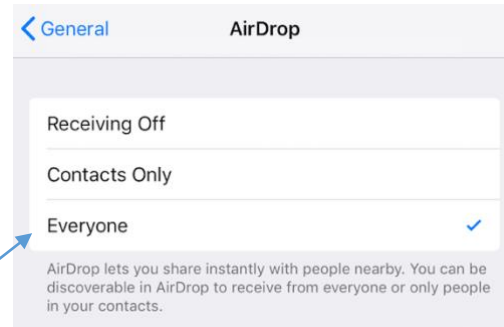 General AirDrop
Receiving Off
Contacts Only
Everyone
AirDrop lets you share instantly with people nearby. You can be
discoverable in AirDrop to receive from everyone or only people
in your contacts.